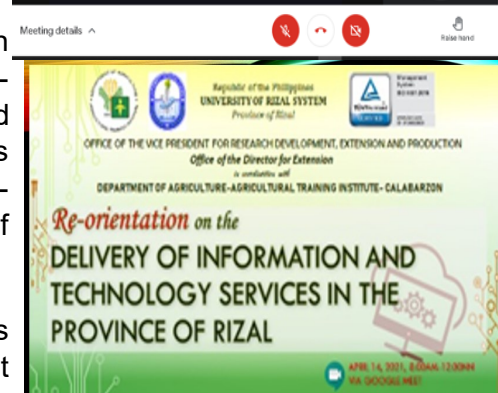 Meeting details
Raise hand
n
-
d
s
-
f
s
t
Republic of the Philippines
UNIVERSITY OF RIZAL SYSTEM
Province of Rizal
Management
System
OFFICE OF THE VICE PRESIDENT FOR RESEARCH DEVELOPMENT, EXTENSION AND PRODUCTION
Office of the Director for Extension
in
with
DEPARTMENT OF AGRICULTURE-AGRICULTURAL TRAINING INSTITUTE- CALABARZON
Re-orientation on the
DELIVERY OF INFORMATION AND
TECHNOLOGY SERVICES IN THE
PROVINCE OF RIZAL
APRIL 14, 2021, 8:00AM-12:00NN
VIA GOOGLE MEET